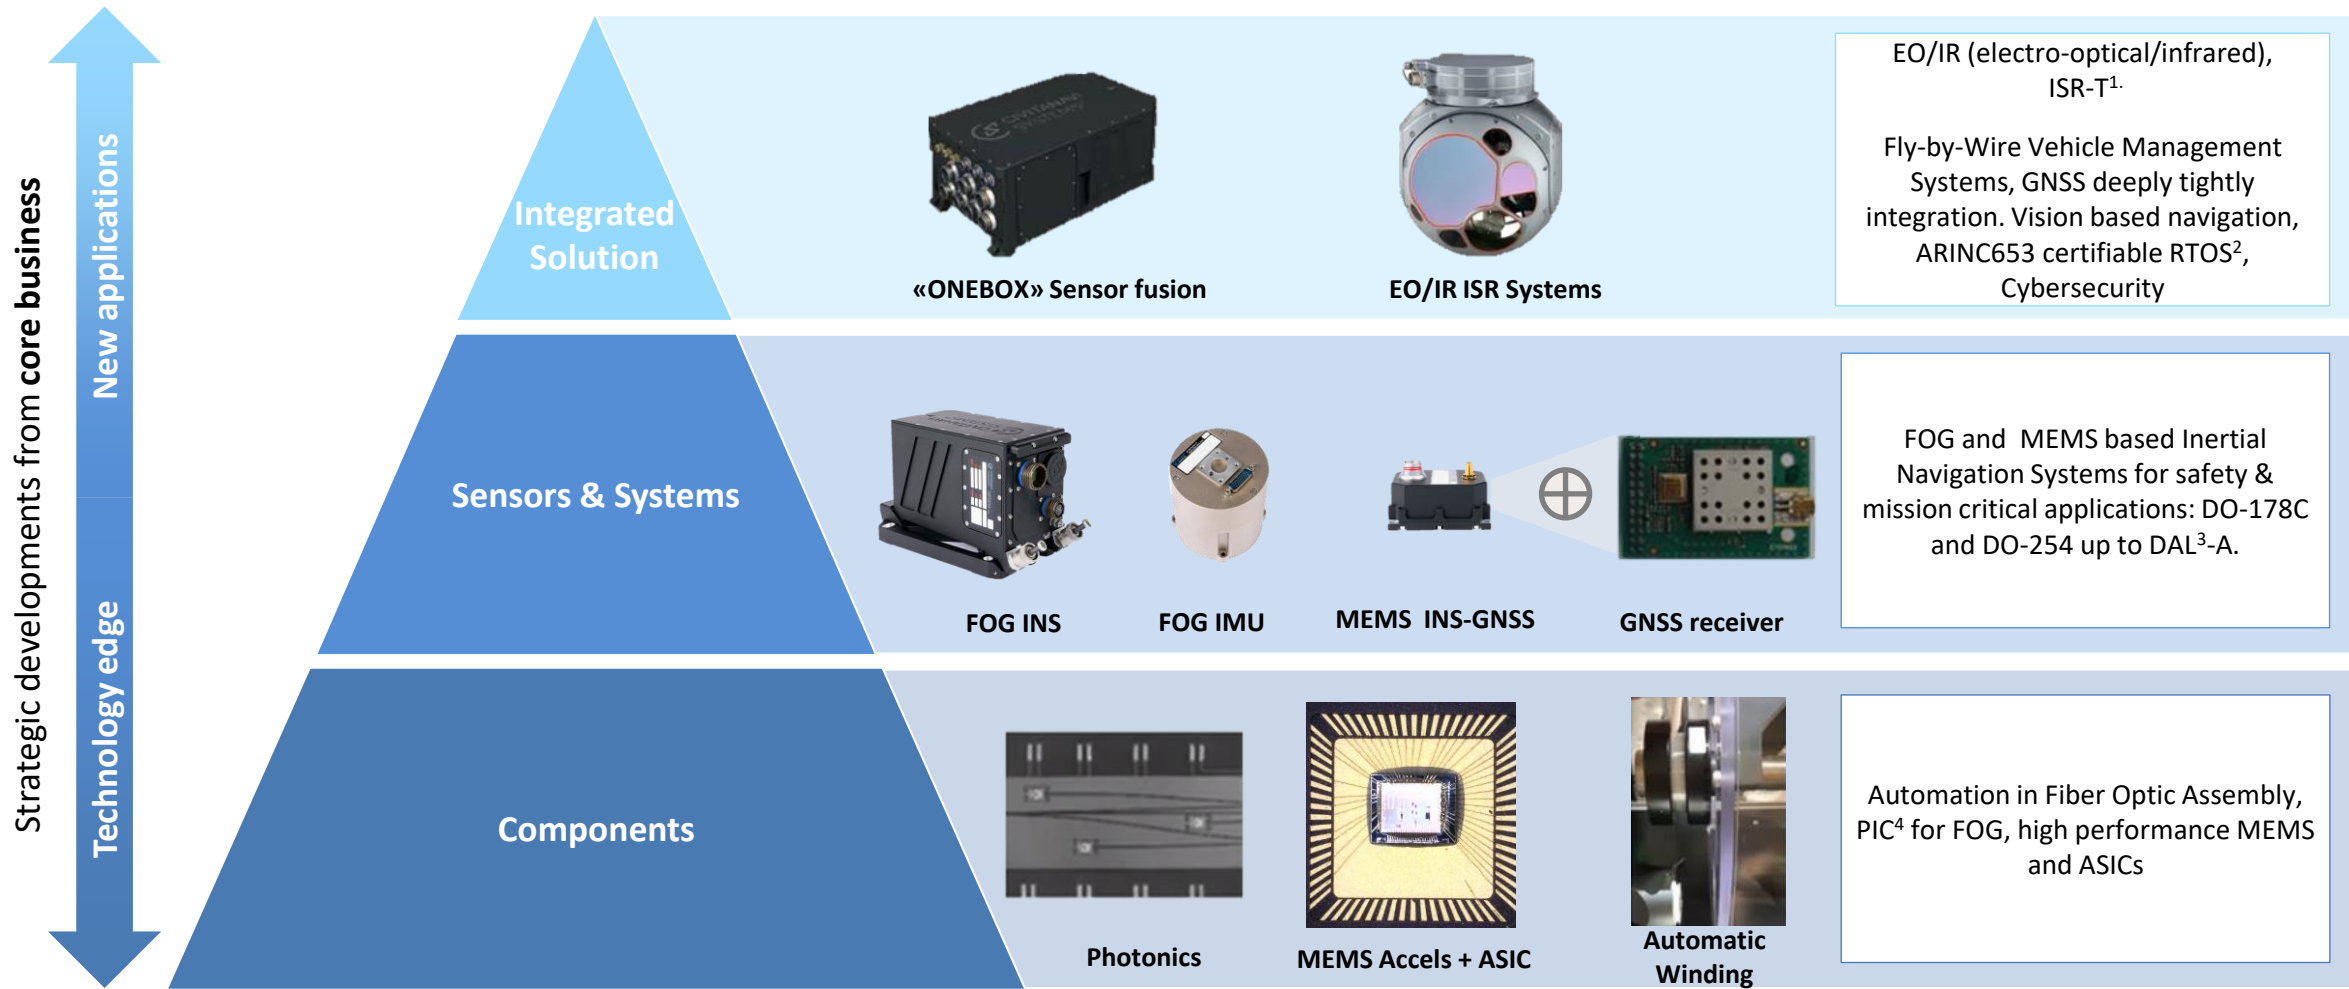 Strategic developments from core business
New applications
Technology edge
Integrated
Solution
CIVITANAVI
SYSTEMS
«ONEBOX» Sensor fusion
EO/IR ISR Systems
EO/IR (electro-optical/infrared),
ISR-T1.
Fly-by-Wire Vehicle Management
Systems, GNSS deeply tightly
integration. Vision based navigation,
ARINC653 certifiable RTOS2,
Cybersecurity
Sensors & Systems
FOG INS
FOG IMU
MEMS INS-GNSS
GNSS receiver
FOG and MEMS based Inertial
Navigation Systems for safety &
mission critical applications: DO-178C
and DO-254 up to DAL3-A.
Components
Photonics
MEMS Accels + ASIC
Automatic
Winding
Automation in Fiber Optic Assembly,
PIC4 for FOG, high performance MEMS
and ASICs